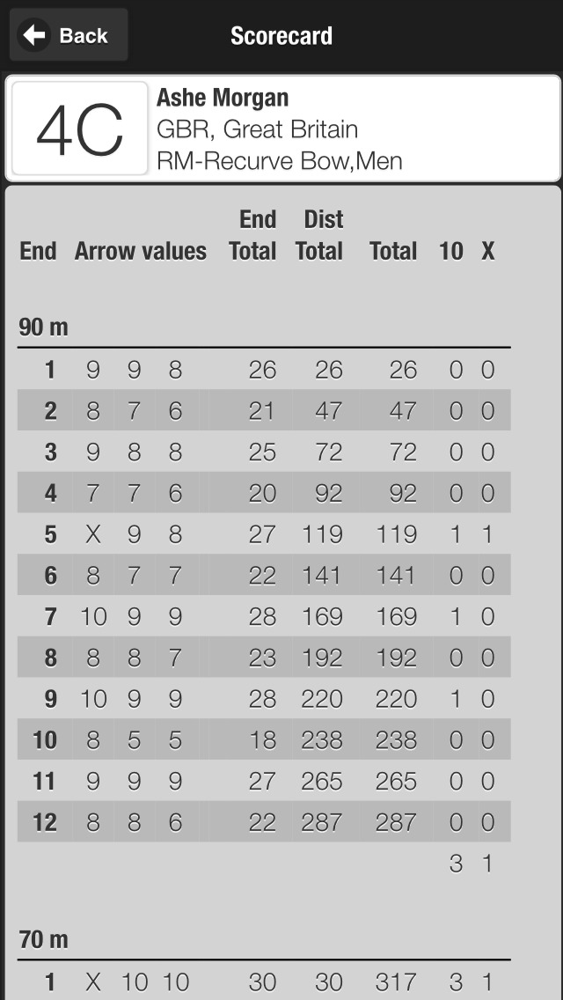 Back
Scorecard
4C
Ashe Morgan
GBR, Great Britain
RM-Recurve Bow,Men
End Dist
End Arrow values Total Total Total 10 X
90 m
1 9 9 8 26 26 26 0 0
2 8 7 6 21 47 47 0 0
3 9 8 8 25 72 72 0 0
4 7 7 6 20 92 92 0 0
5 X 9 8 27 119 119 1 1
6 8 7 7 22 141 141 0 0
7 10 9 9 28 169 169 1 0
8 8 8 7 23 192 192 0 0
9 10 9 9 28 220 220 1 0
10 8 5 5 18 238 238 0 0
11 9 9 9 27 265 265 0 0
12 8 8 6 22 287 287 0 0
3 1
70 m
1 X 10 10 30 30 317 3 1